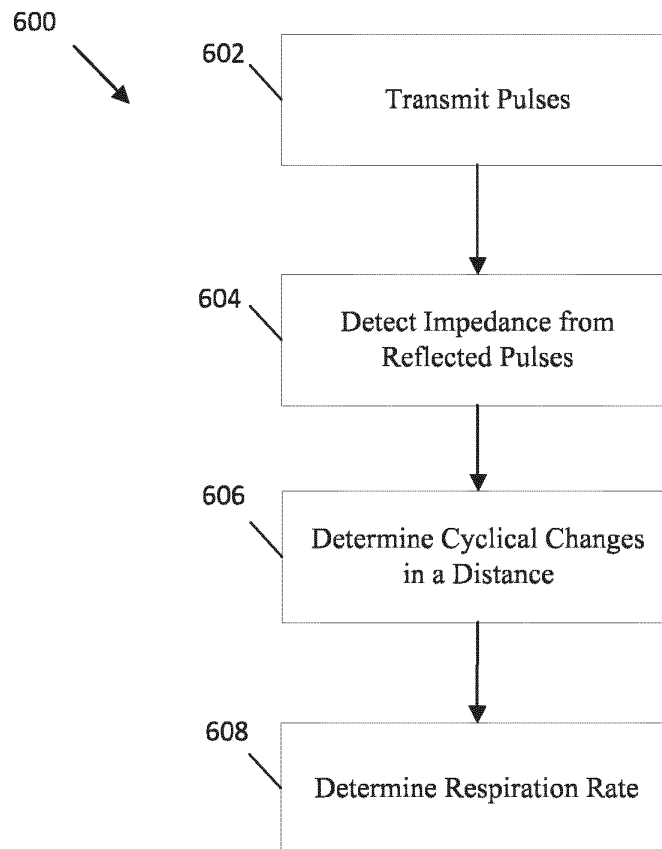 600
602
Transmit Pulses
604
Detect Impedance from
Reflected Pulses
606
Determine Cyclical Changes
in a Distance
608
Determine Respiration Rate